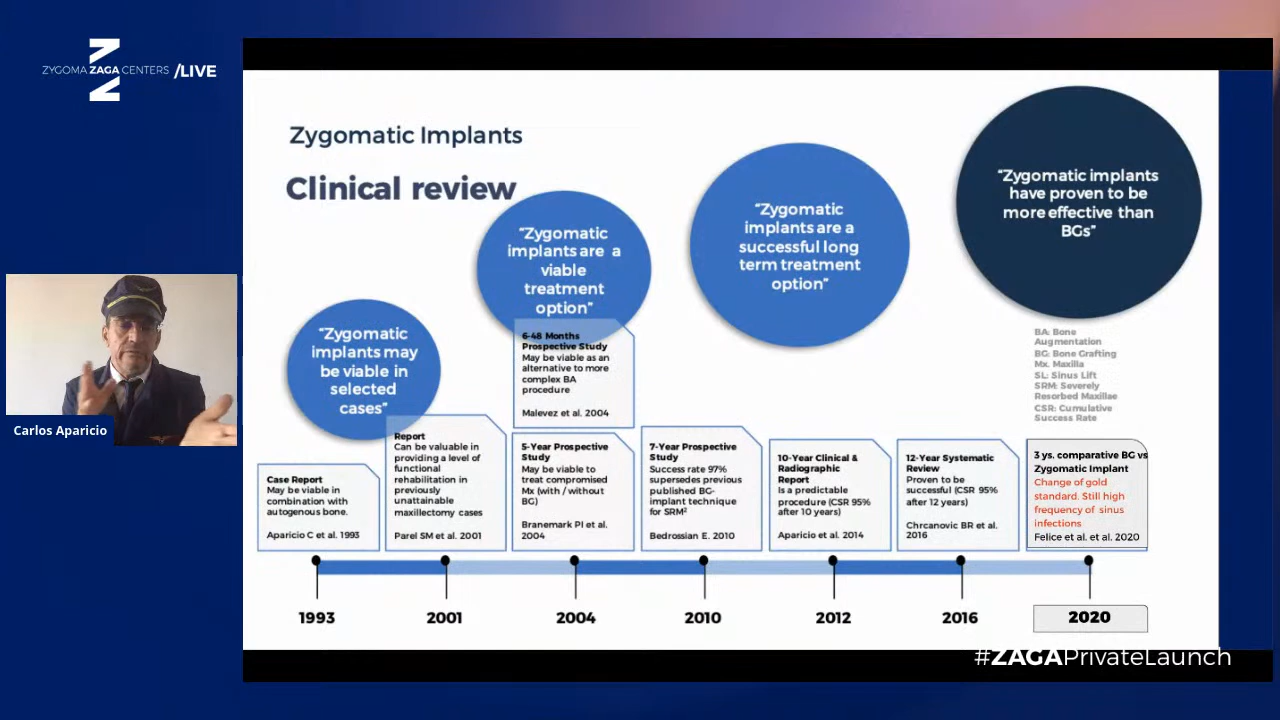 ZYGOMA ZAGA CENTERS /LIVE
Carlos Aparicio
Zygomatic Implants
Clinical review
“Zygomatic
implants may
be viable in
selected
cases”
“Zygomatic
implants are a
viable
treatment
option”
“Zygomatic
implants are a
successful long
term treatment
option”
“Zygomatic implants
have proven to be
more effective than
BGs”
BA: Bone
Augmentation
BG: Bone Grafting
Mx. Maxilla
SL: Sinus Lift
SRM: Severely
Resorbed Maxillae
CSR: Cumulative
Success Rate
Case Report
May be viable in
combination with
autogenous bone.
Aparicio C et al. 1993
Report
Can be valuable in
providing a level of
functional
rehabilitation in
previously
unattainable
maxillectomy cases
Parel SM et al. 2001
6-48 Months
Prospective Study
May be viable as an
alternative to more
complex BA
procedure
Malevez et al. 2004
5-Year Prospective
Study
May be viable to
treat compromised
Mx (with / without
BG)
Branemark PI et al.
2004
7-Year Prospective
Study
Success rate 97%
supersedes previous
published BG-
implant technique
for SRM²
Bedrossian E. 2010
10-Year Clinical &
Radiographic
Report
Is a predictable
procedure (CSR 95%
after 10 years)
Aparicio et al. 2014
12-Year Systematic
Review
Proven to be
successful (CSR 95%
after 12 years)
Chrcanovic BR et al.
2016
3 ys. comparative BG vs
Zygomatic Implant
Change of gold
standard. Still high
frequency of sinus
infections
Felice et al. et al. 2020
1993
2001
2004
2010
2012
2016
2020
#ZAGAPrivateLaunch